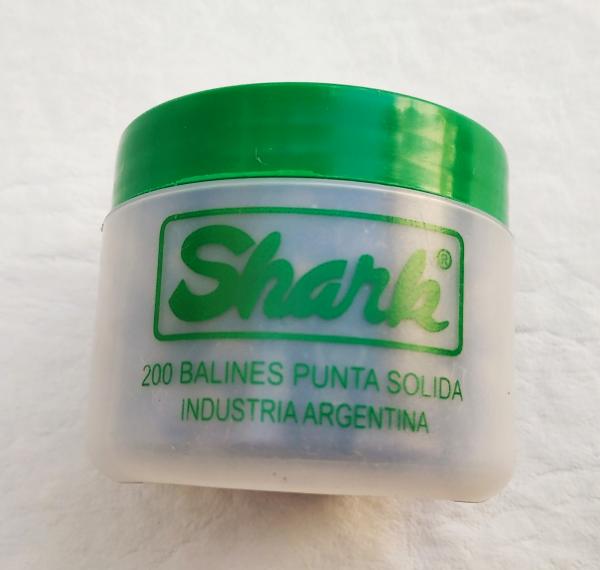 Shark®
200 BALINES PUNTA SOLIDA
INDUSTRIA ARGENTINA